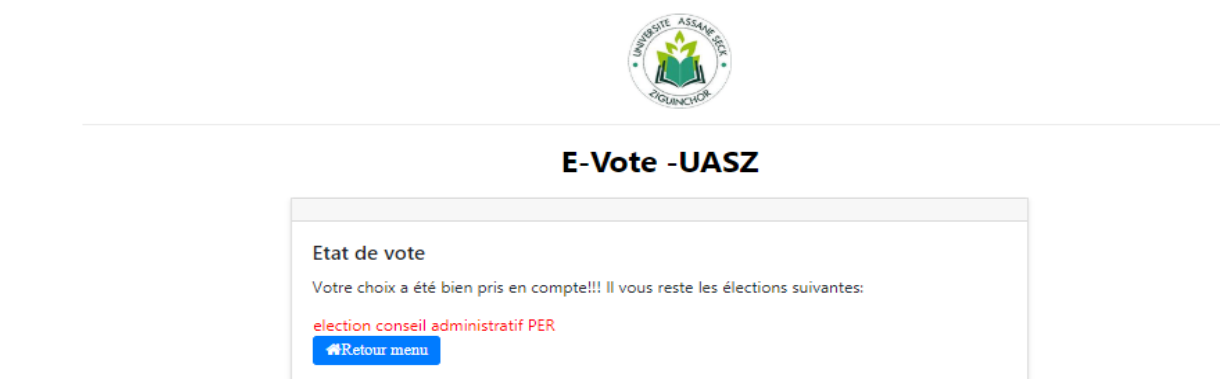 UNIVERSITE ASSANE SECK
ZIGUINCHOR
E-Vote -UASZ
Etat de vote
Votre choix a été bien pris en compte!!! Il vous reste les élections suivantes:
election conseil administratif PER
Retour menu